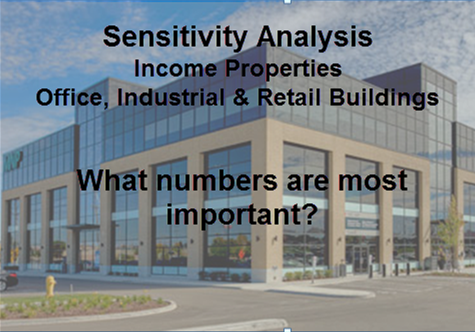 Sensitivity Analysis
Income Properties
Office, Industrial & Retail Buildings
What numbers are most
important?